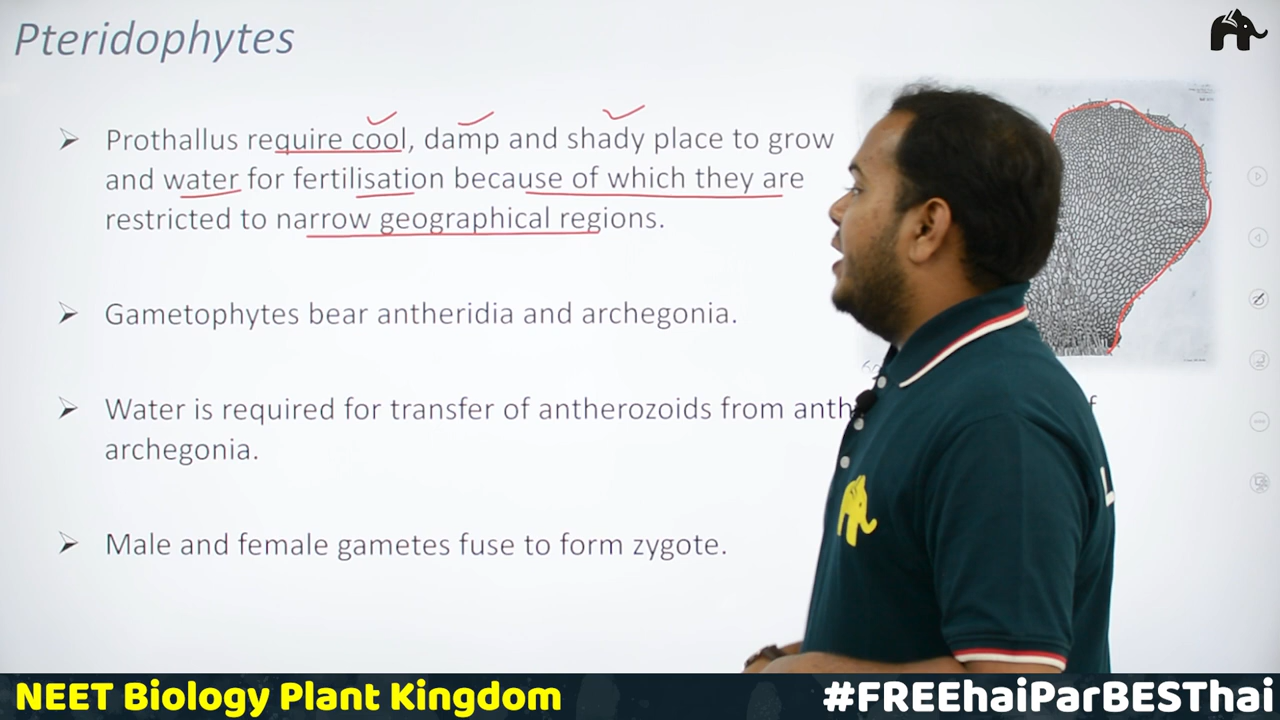 Pteridophytes
Prothallus require cool, damp and shady place to grow
and water for fertilisation because of which they are
restricted to narrow geographical regions.
Gametophytes bear antheridia and archegonia.
Water is required for transfer of antherozoids from anth
archegonia.
Male and female gametes fuse to form zygote.
NEET Biology Plant Kingdom
#FREEhaiParBESThai